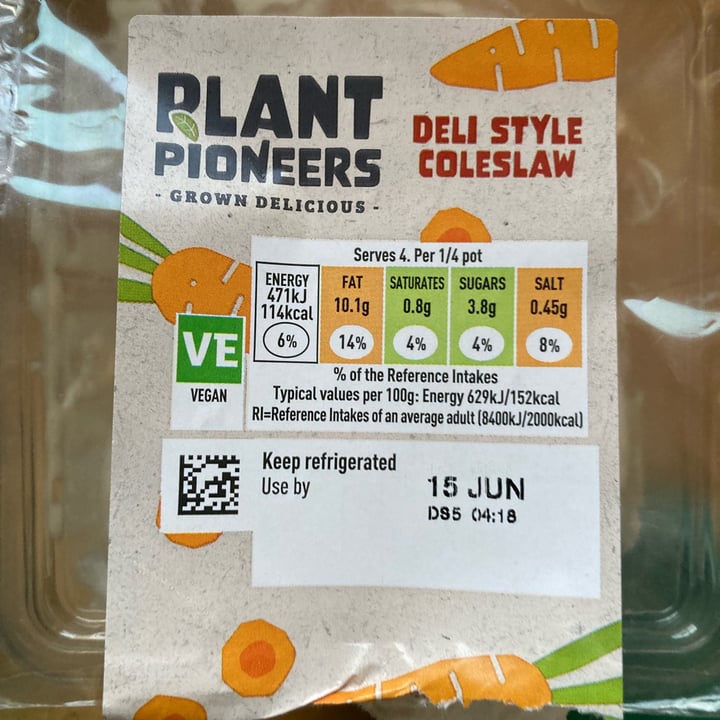 PLANT
PIONEERS
- GROWN DELICIOUS -
DELI STYLE
COLESLAW
Serves 4. Per 1/4 pot
ENERGY
471kJ
114kcal
6%
FAT
10.1g
14%
SATURATES
0.8g
4%
SUGARS
3.8g
4%
SALT
0.45g
8%
% of the Reference Intakes
Typical values per 100g: Energy 629kJ/152kcal
RI=Reference Intakes of an average adult (8400kJ/2000kcal)
VE
VEGAN
Keep refrigerated
Use by
15 JUN
DS5 04:18